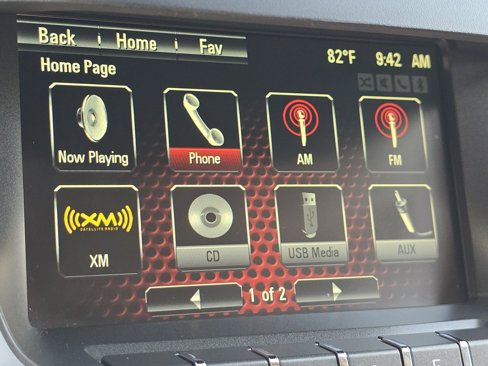 Back Home Fav
82°F 9:42 AM
Home Page
Now Playing Phone AM FM
XM
SATELLITE RADIO
XM CD USB Media AUX
1 of 2